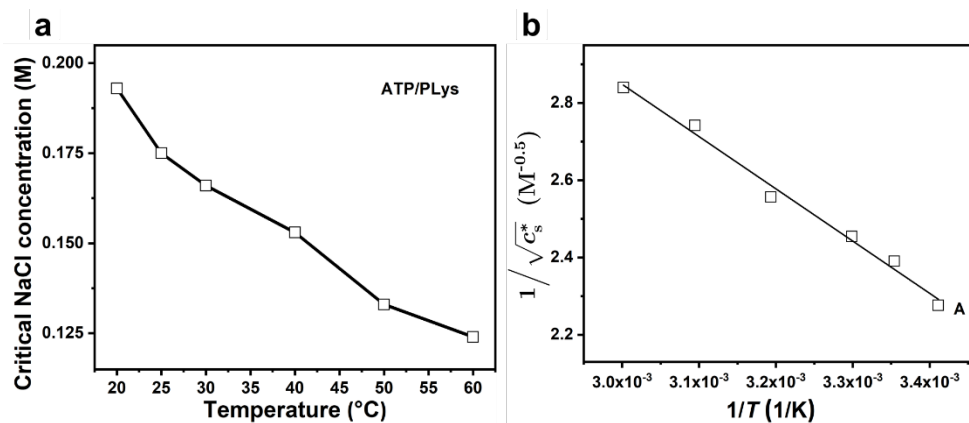 a
Critical NaCl concentration (M)
0.200
0.175
0.150
0.125
ATP/PLys
20 25 30 35 40 45 50 55 60
Temperature (°C)
b
1/√c_s^* (M^-0.5)
2.8
2.6
2.4
2.2
A
3.0x10^-3 3.1x10^-3 3.2x10^-3 3.3x10^-3 3.4x10^-3
1/T (1/K)